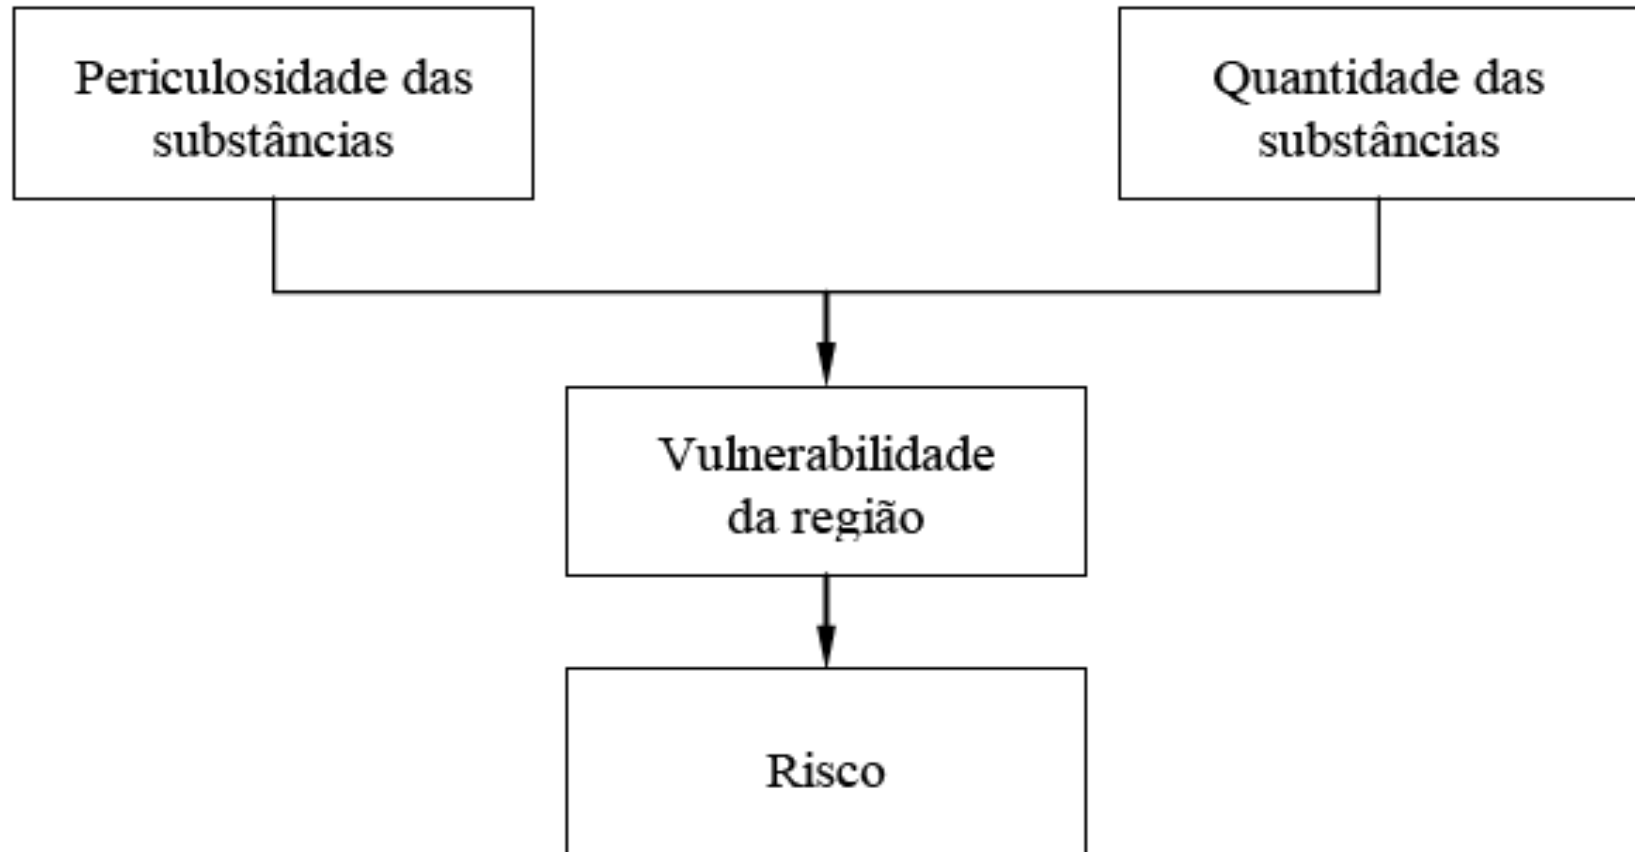 Periculosidade das
substâncias
Quantidade das
substâncias
Vulnerabilidade
da região
Risco